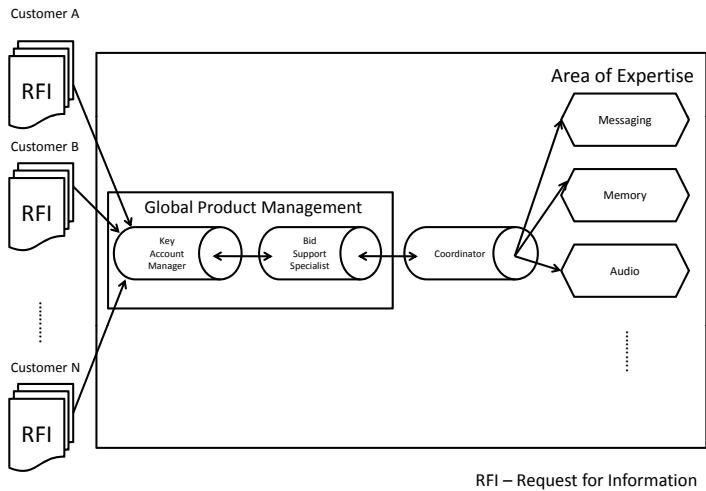 Customer A
RFI
Customer B
RFI
Customer N
RFI
Global Product Management
Key
Account
Manager
Bid
Support
Specialist
Coordinator
Area of Expertise
Messaging
Memory
Audio
RFI – Request for Information